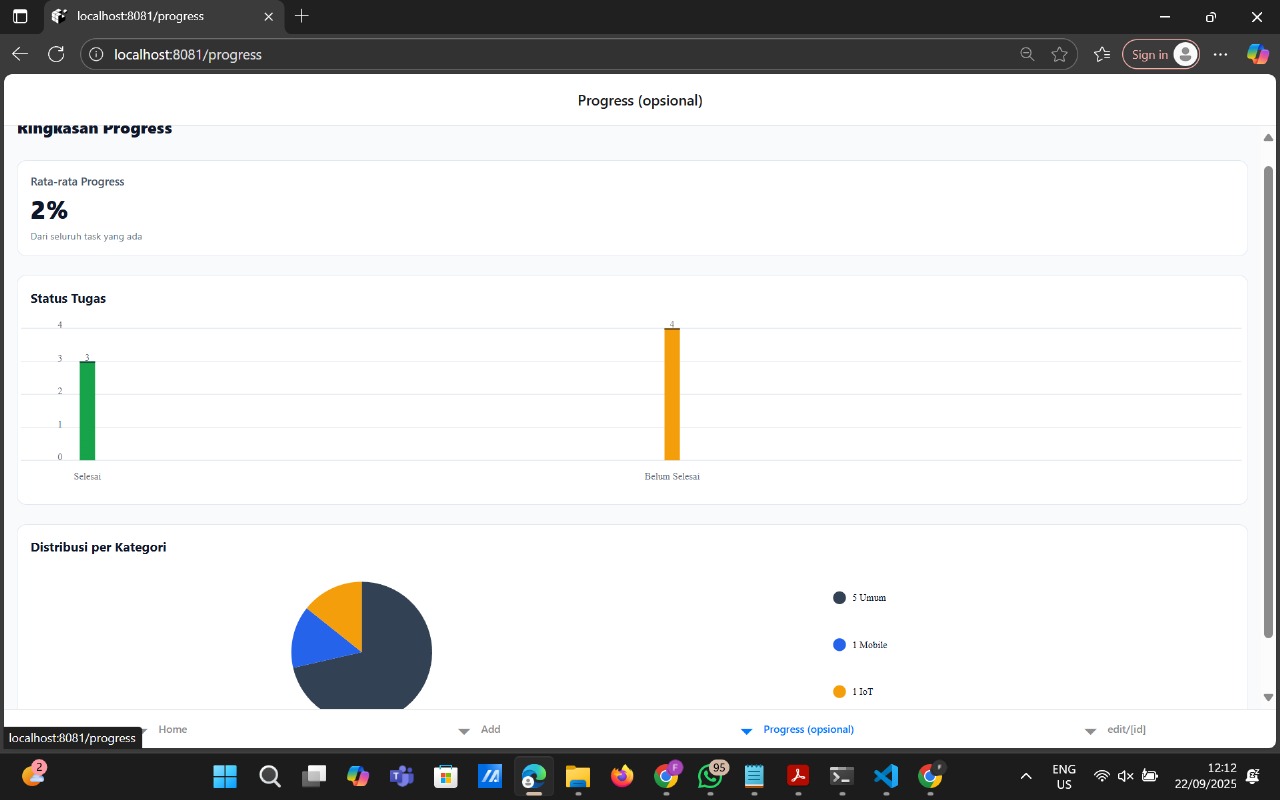 localhost:8081/progress
localhost:8081/progress
Sign in
Progress (opsional)
Ringkasan Progress
Rata-rata Progress
2%
Dari seluruh task yang ada
Status Tugas
4
3
2
1
0
3
4
Selesai
Belum Selesai
Distribusi per Kategori
5 Umum
1 Mobile
1 IoT
Home
Add
Progress (opsional)
edit/[id]
localhost:8081/progress
2
F
95
F
ENG
US
12:12
22/09/2025